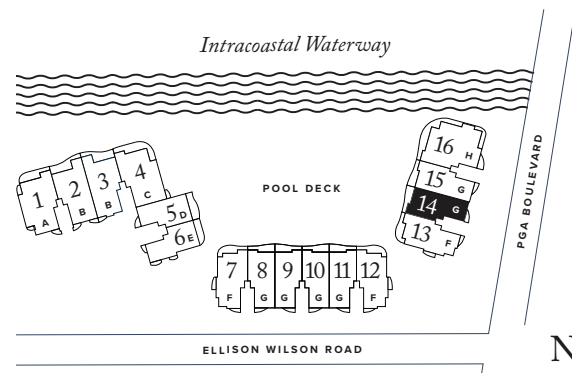 Intracoastal Waterway
PGA BOULEVARD
POOL DECK
1 A
2 B
3 B
4 C
5 D
6 E
7 F
8 G
9 G
10 G
11 G
12 F
13 F
14 G
15 G
16 H
ELLISON WILSON ROAD
N